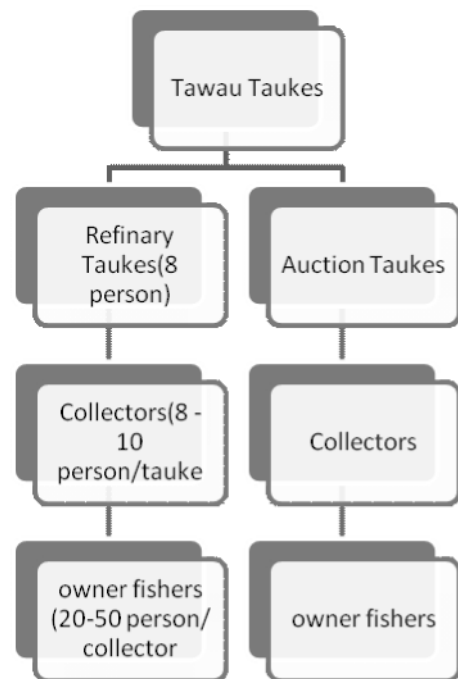 Tawau Taukes
Refinary
Taukes(8
person)
Auction Taukes
Collectors(8 -
10
person/tauke
Collectors
owner fishers
(20-50 person/
collector
owner fishers